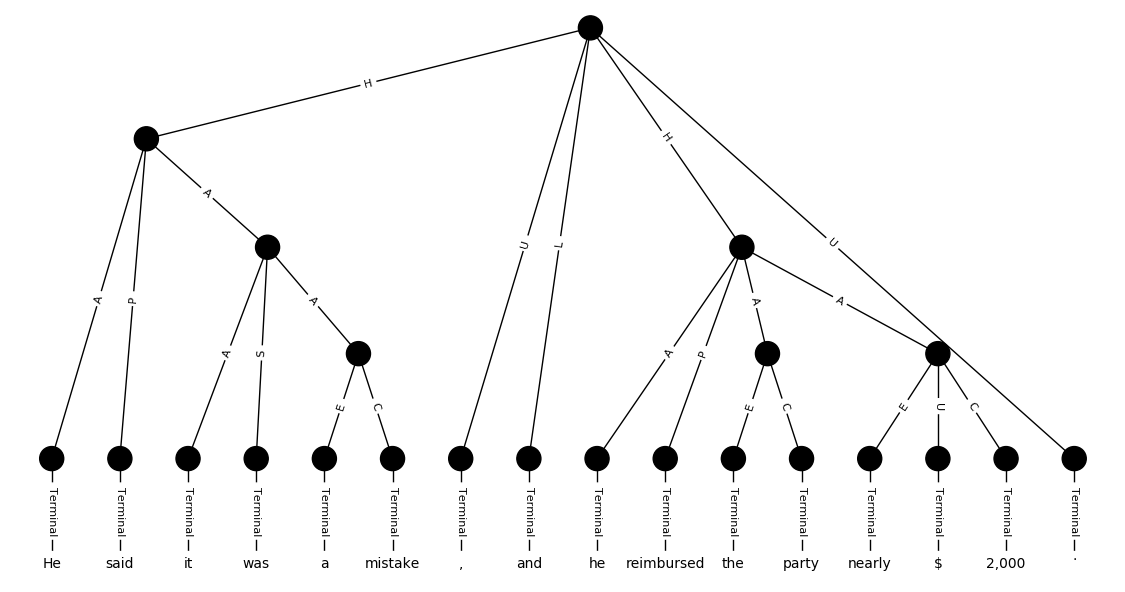 H
A
H
U
U
L
A
A
P
A
A
A
S
A
P
E
C
E
C
E
U
C
Terminal Terminal Terminal Terminal Terminal Terminal Terminal Terminal Terminal Terminal Terminal Terminal Terminal Terminal Terminal Terminal
He said it was a mistake , and he reimbursed the party nearly $ 2,000 .